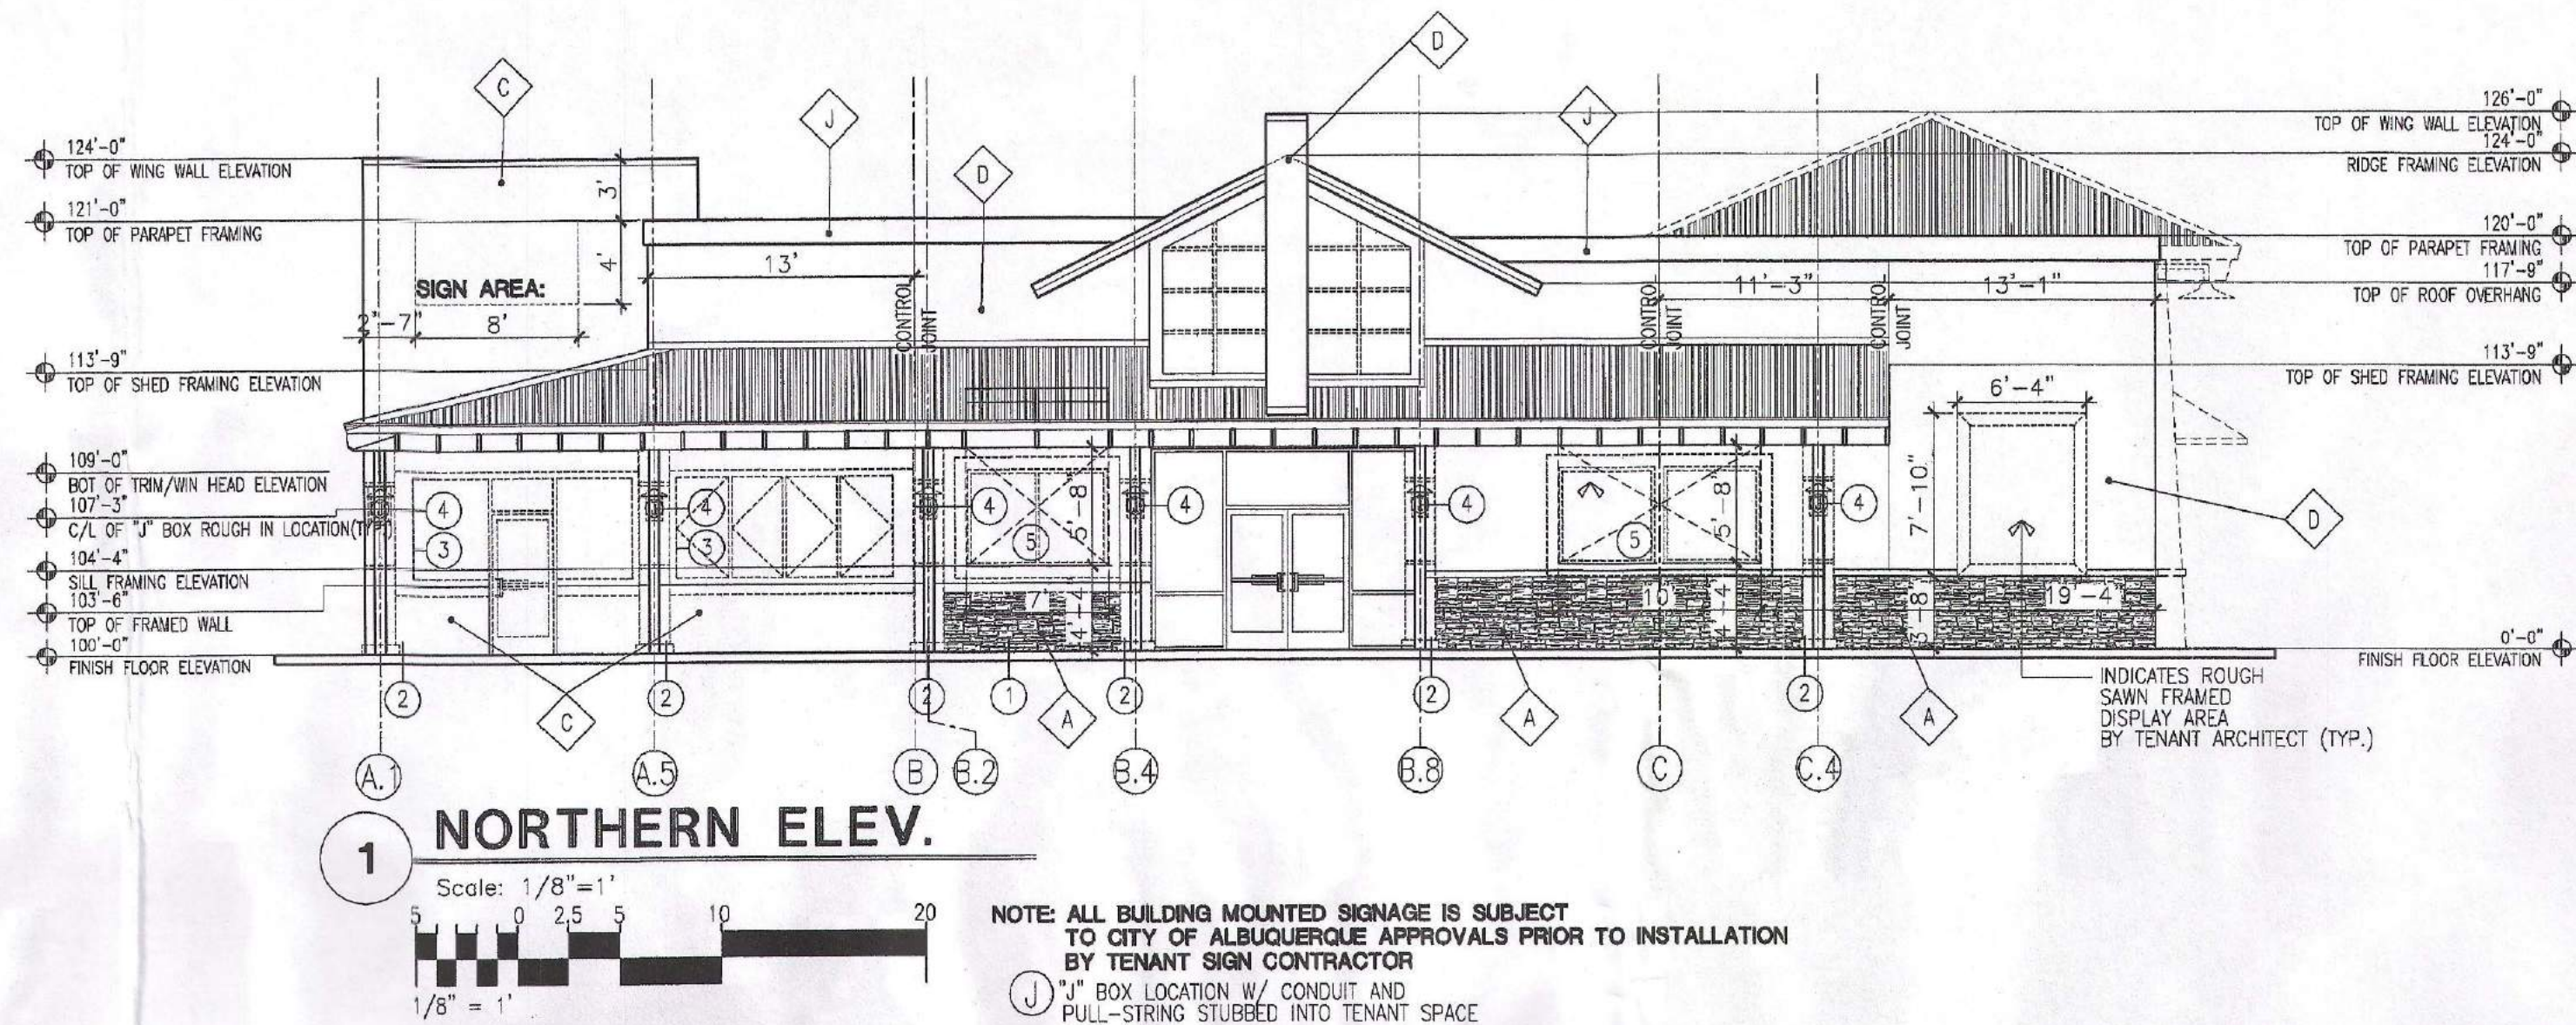 D
C
J
D
J
124'-0"
TOP OF WING WALL ELEVATION
121'-0"
TOP OF PARAPET FRAMING
113'-9"
TOP OF SHED FRAMING ELEVATION
109'-0"
BOT OF TRIM/WIN HEAD ELEVATION
107'-3"
C/L OF "J" BOX ROUGH IN LOCATION(TYP.)
104'-4"
SILL FRAMING ELEVATION
103'-6"
TOP OF FRAMED WALL
100'-0"
FINISH FLOOR ELEVATION
3'
4'
SIGN AREA:
2'-7"
8'
13'
CONTROL
JOINT
CONTROL
JOINT
11'-3"
CONTROL
JOINT
13'-1"
126'-0"
TOP OF WING WALL ELEVATION
124'-0"
RIDGE FRAMING ELEVATION
120'-0"
TOP OF PARAPET FRAMING
117'-9"
TOP OF ROOF OVERHANG
113'-9"
TOP OF SHED FRAMING ELEVATION
0'-0"
FINISH FLOOR ELEVATION
6'-4"
7'-10"
D
4
3
4
3
4
5
5'-8
4
4
5
5'-8"
4
7'
4'-4
10'
4'-4
3'-8
19'-4"
2
2
2
1
2
2
2
C
A
A
A
INDICATES ROUGH
SAWN FRAMED
DISPLAY AREA
BY TENANT ARCHITECT (TYP.)
A.1
A.5
B
B.2
B.4
B.8
C
C.4
1
NORTHERN ELEV.
Scale: 1/8"=1'
5 0 2.5 5 10 20
1/8" = 1'
NOTE: ALL BUILDING MOUNTED SIGNAGE IS SUBJECT
TO CITY OF ALBUQUERQUE APPROVALS PRIOR TO INSTALLATION
BY TENANT SIGN CONTRACTOR
J "J" BOX LOCATION W/ CONDUIT AND
PULL-STRING STUBBED INTO TENANT SPACE